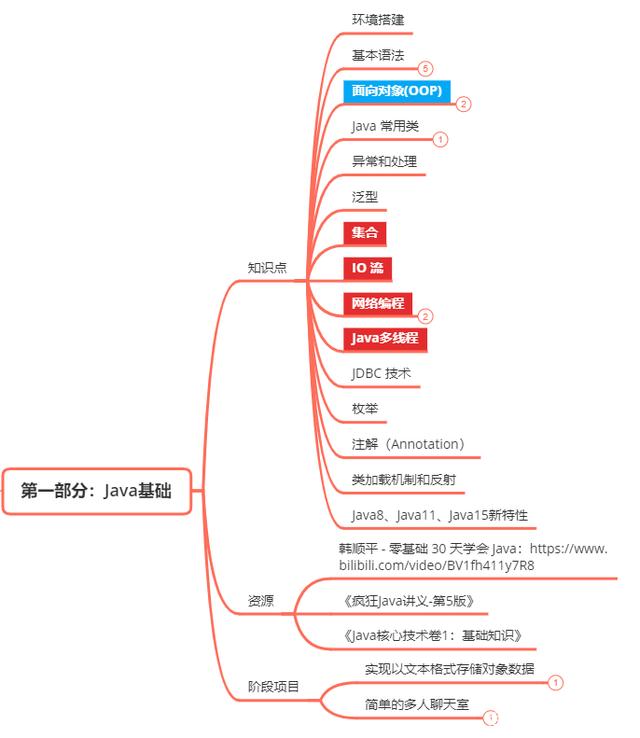 环境搭建
基本语法
5
面向对象(OOP)
2
Java 常用类
1
异常和处理
泛型
集合
知识点
IO 流
网络编程
2
Java多线程
JDBC 技术
枚举
注解（Annotation）
第一部分：Java基础
类加载机制和反射
Java8、Java11、Java15新特性
韩顺平 - 零基础 30 天学会 Java：https://www.
bilibili.com/video/BV1fh411y7R8
资源
《疯狂Java讲义-第5版》
《Java核心技术卷1：基础知识》
阶段项目
实现以文本格式存储对象数据
1
简单的多人聊天室
1